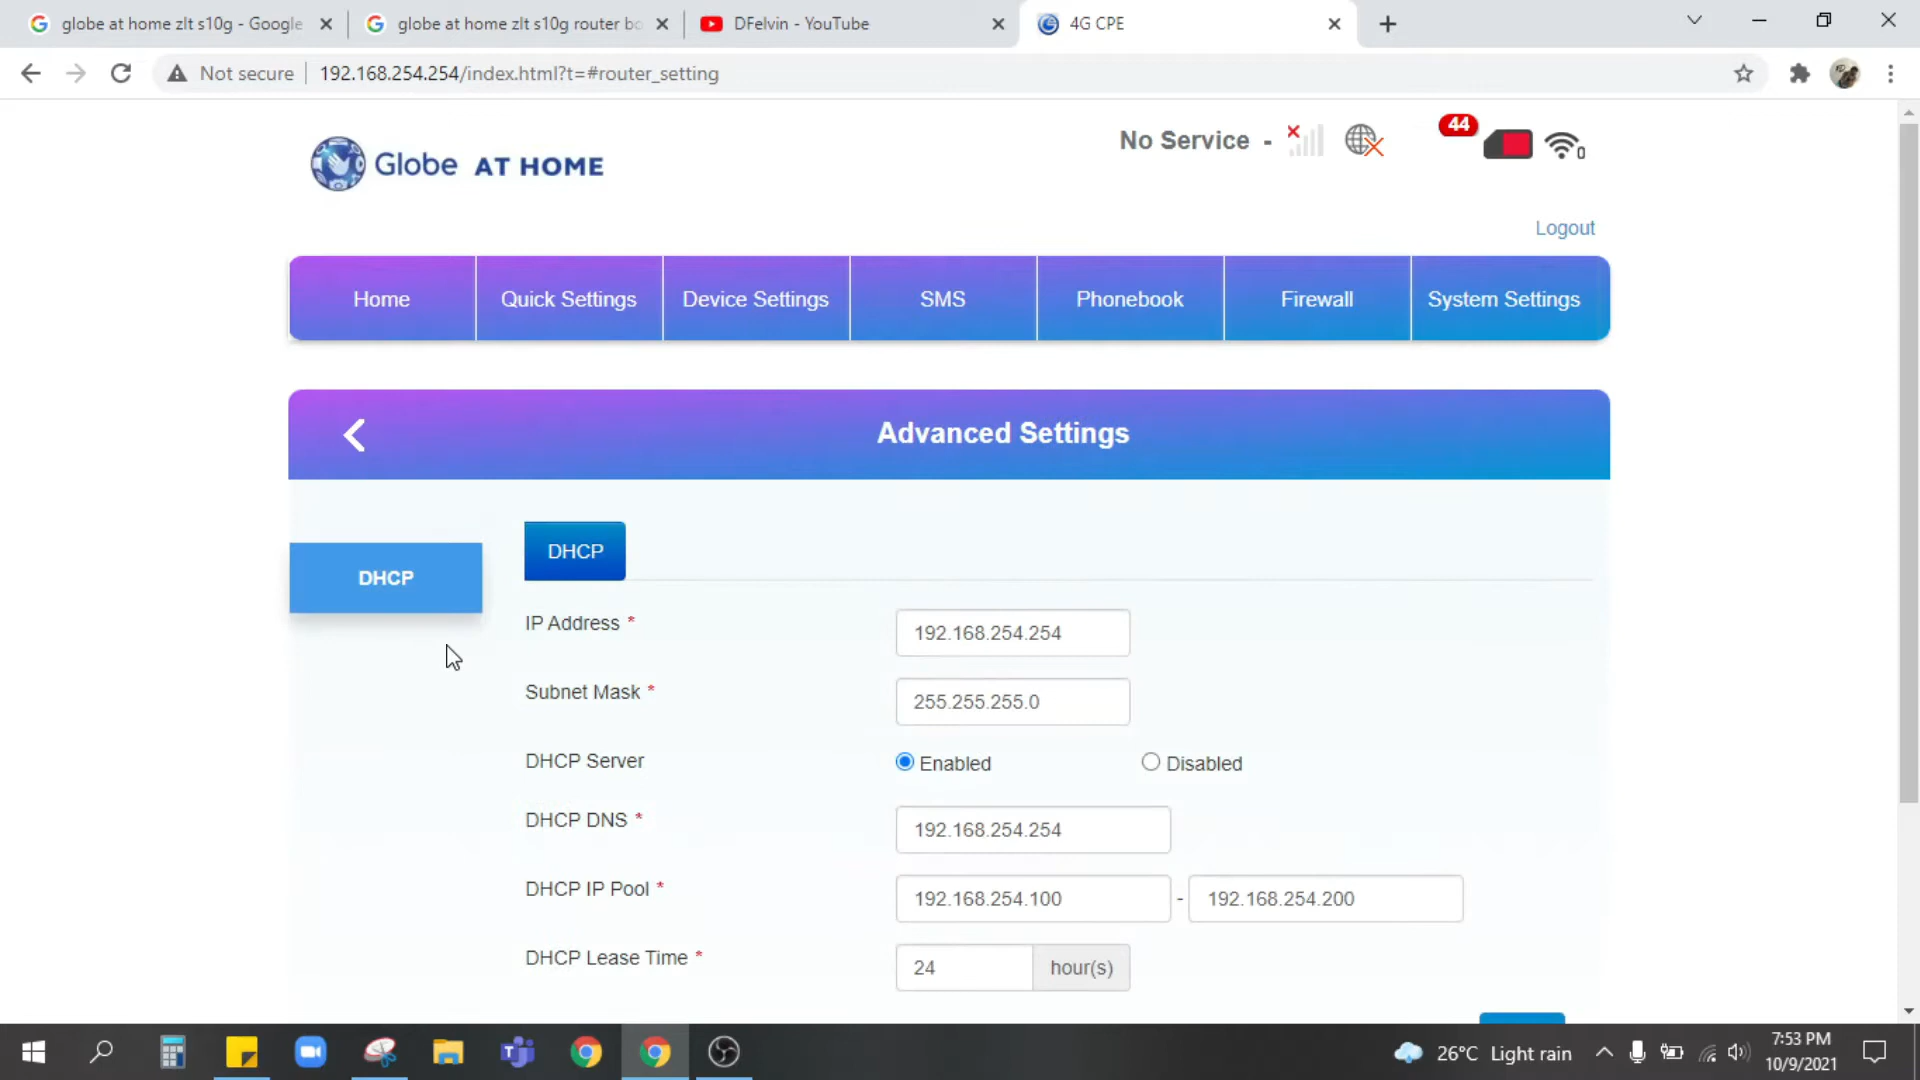 globe at home zlt s10g - Google
globe at home zlt s10g router bo
DFelvin - YouTube
4G CPE
Not secure
192.168.254.254/index.html?t=#router_setting
Globe AT HOME
No Service -
44
0
Logout
Home
Quick Settings
Device Settings
SMS
Phonebook
Firewall
System Settings
Advanced Settings
DHCP
DHCP
IP Address *
192.168.254.254
Subnet Mask *
255.255.255.0
DHCP Server
Enabled
Disabled
DHCP DNS *
192.168.254.254
DHCP IP Pool *
192.168.254.100 - 192.168.254.200
DHCP Lease Time *
24 hour(s)
26°C Light rain
7:53 PM
10/9/2021